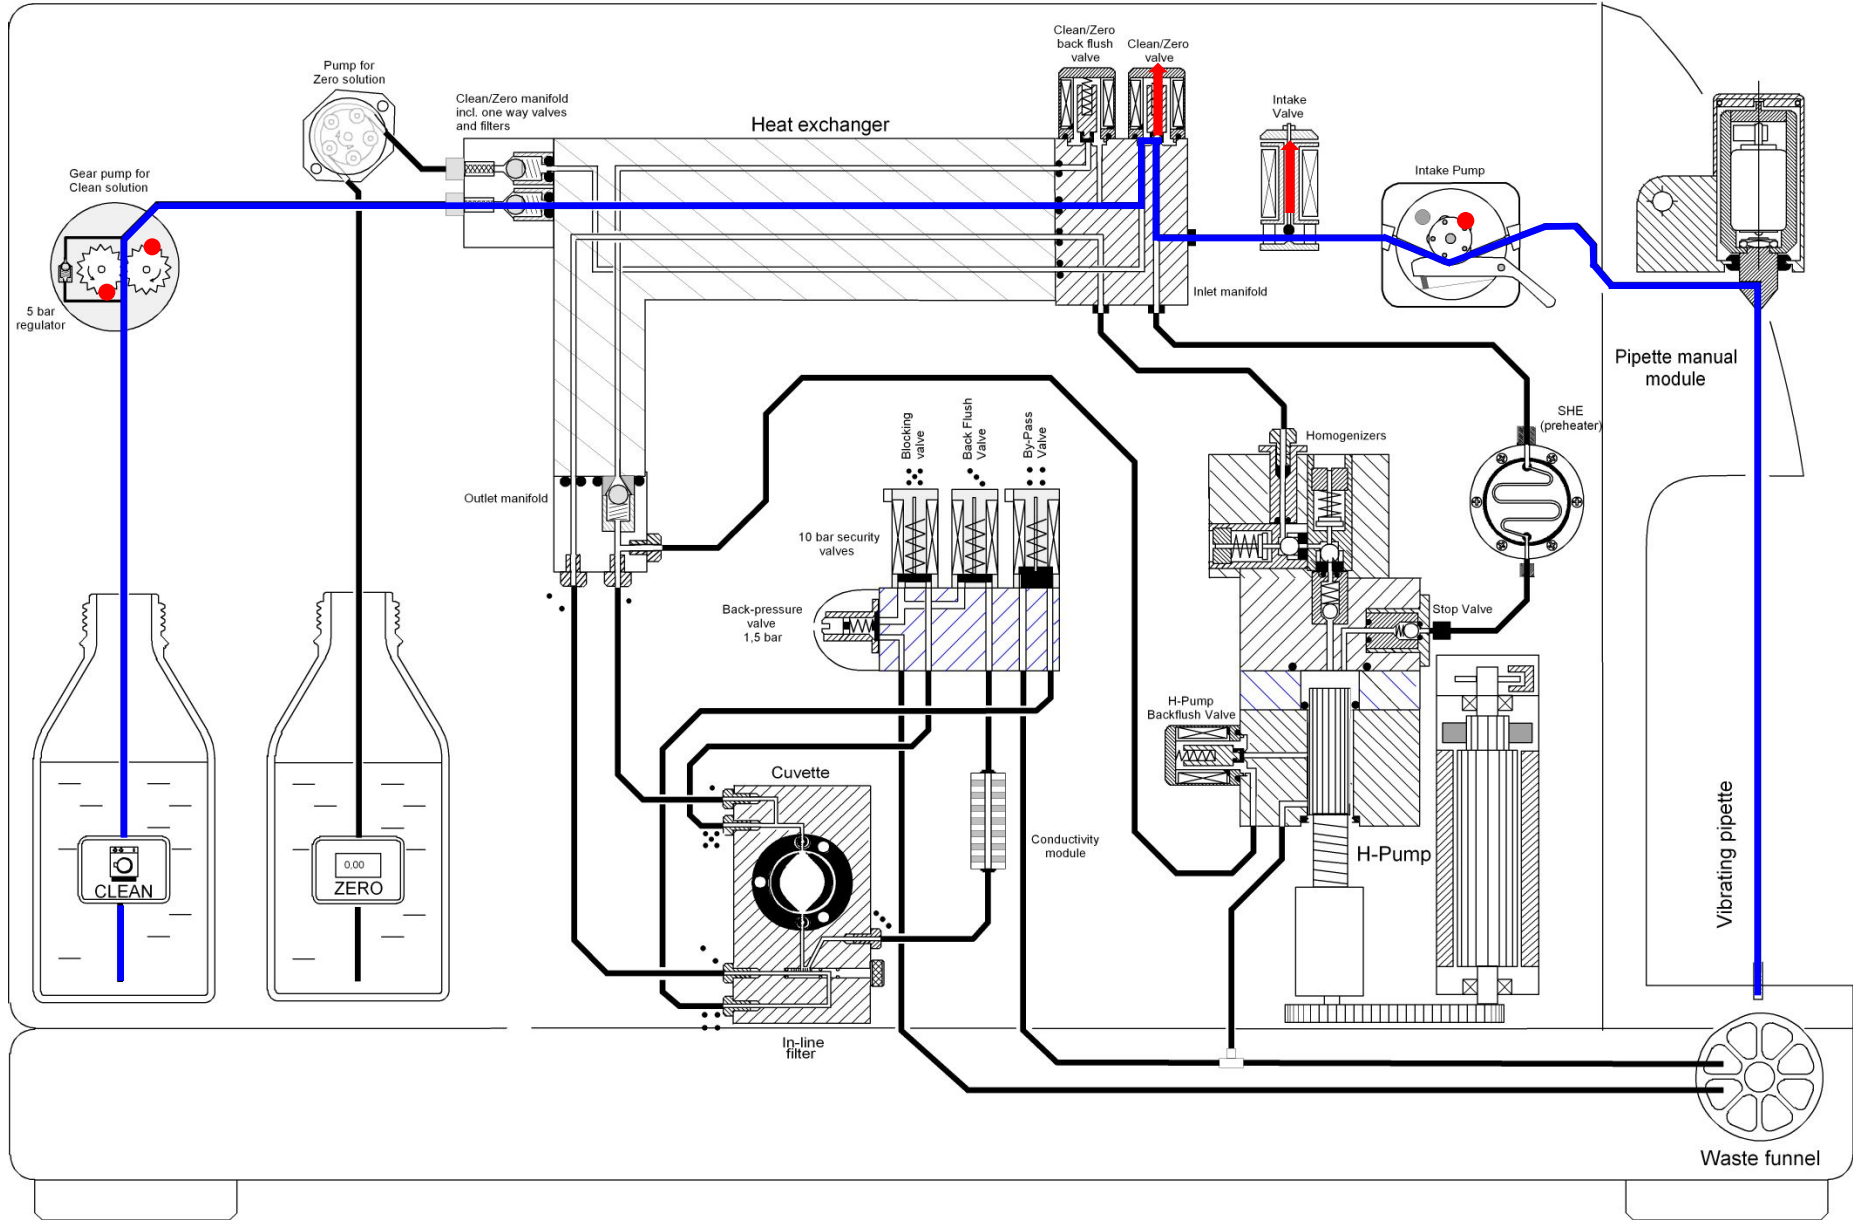 Clean/Zero
back flush
valve
Clean/Zero
valve
Pump for
Zero solution
Clean/Zero manifold
incl. one way valves
and filters
Intake
Valve
Heat exchanger
Gear pump for
Clean solution
Intake Pump
5 bar
regulator
Inlet manifold
Pipette manual
module
SHE
(preheater)
Blocking
valve
Back Flush
Valve
By-Pass
Valve
Homogenizers
Outlet manifold
10 bar security
valves
Back-pressure
valve
1,5 bar
Stop Valve
H-Pump
Backflush Valve
Cuvette
Conductivity
module
H-Pump
0,00
CLEAN
ZERO
Vibrating pipette
In-line
filter
Waste funnel